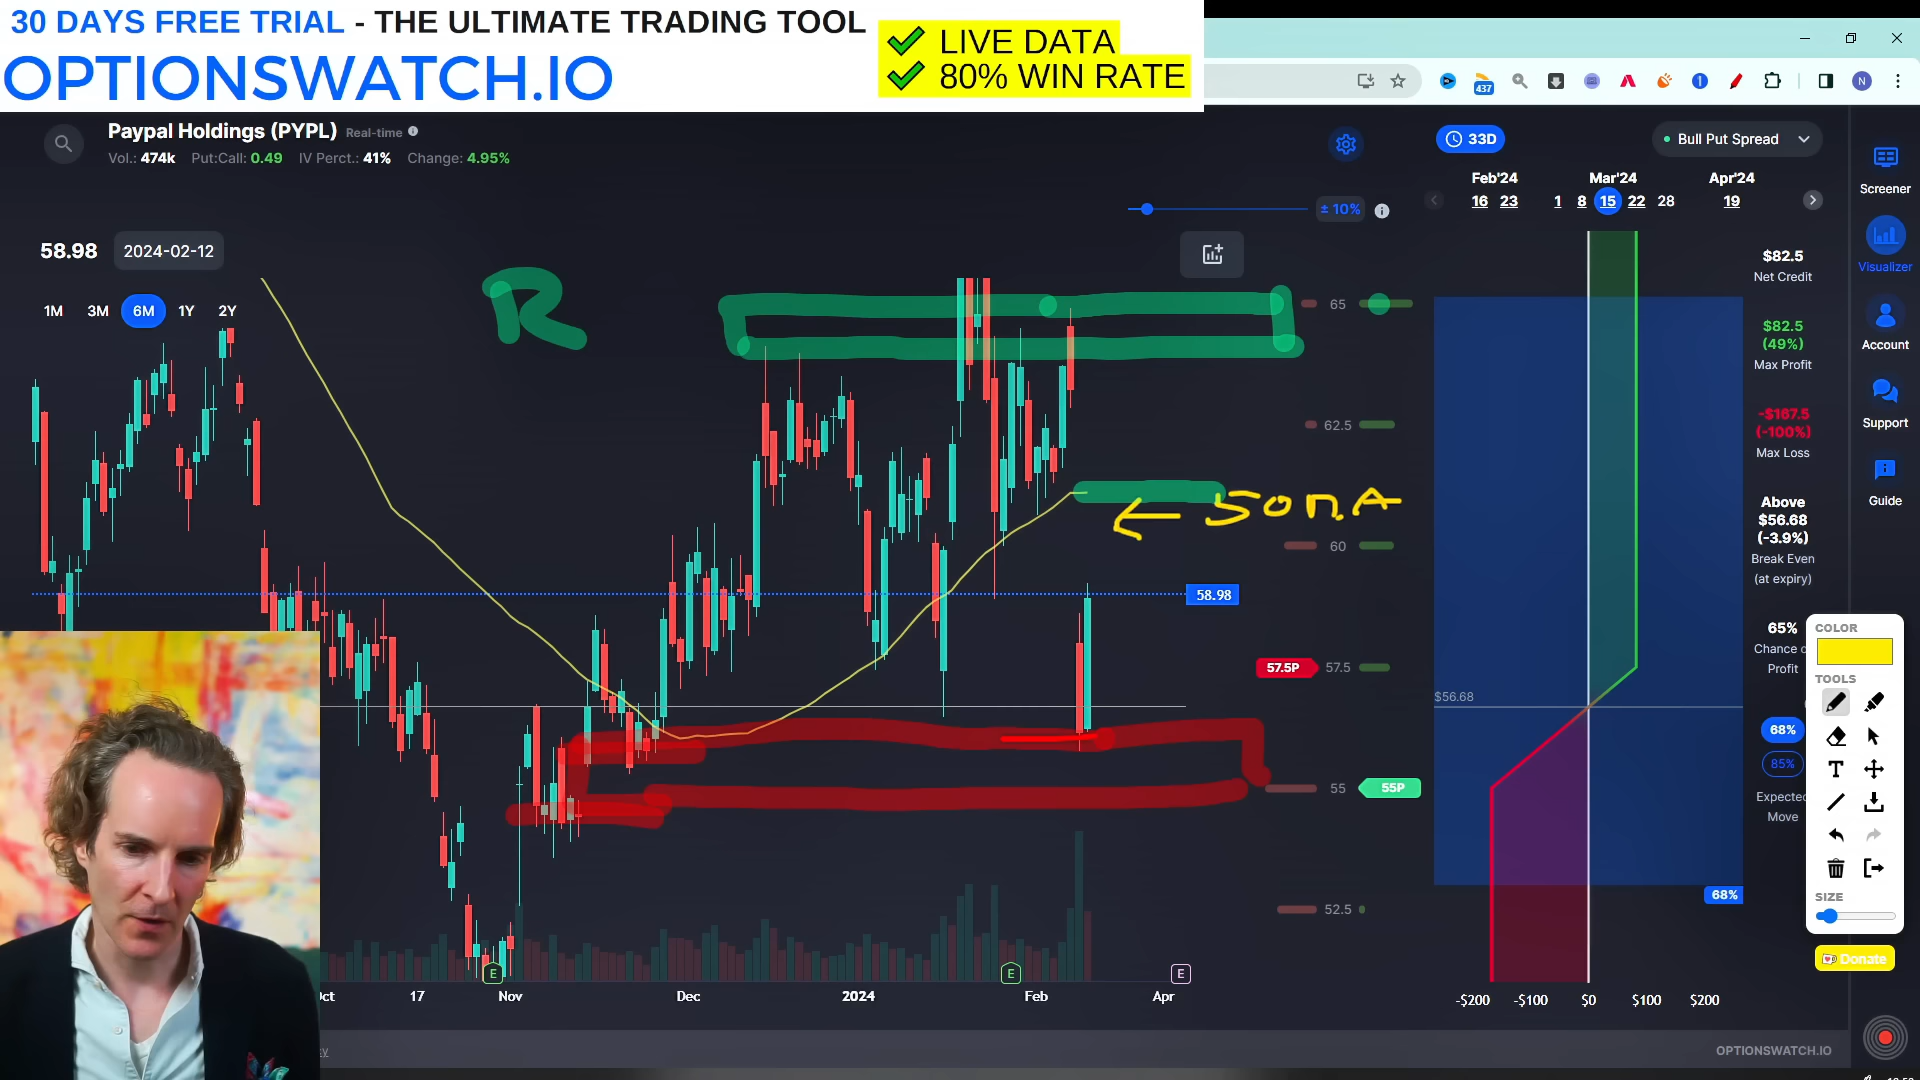 30 DAYS FREE TRIAL - THE ULTIMATE TRADING TOOL
OPTIONSWATCH.IO
LIVE DATA
80% WIN RATE
437
1
N
Paypal Holdings (PYPL) Real-time
Vol.: 474k Put:Call: 0.49 IV Perct.: 41% Change: 4.95%
± 10%
58.98 2024-02-12
1M 3M 6M 1Y 2Y
R
50 M.A
65
62.5
60
58.98
57.5P 57.5
55 55P
52.5
E E E
17 Nov Dec 2024 Feb Apr
33D
Bull Put Spread
Feb'24 Mar'24 Apr'24
16 23 1 8 15 22 28 19
$56.68
68%
-$200 -$100 $0 $100 $200
$82.5
Net Credit
$82.5
(49%)
Max Profit
-$167.5
(-100%)
Max Loss
Above
$56.68
(-3.9%)
Break Even
(at expiry)
65%
Chance o
Profit
68%
85%
Expected
Move
Screener
Visualizer
Account
Support
Guide
COLOR
TOOLS
T
SIZE
Donate
OPTIONSWATCH.IO